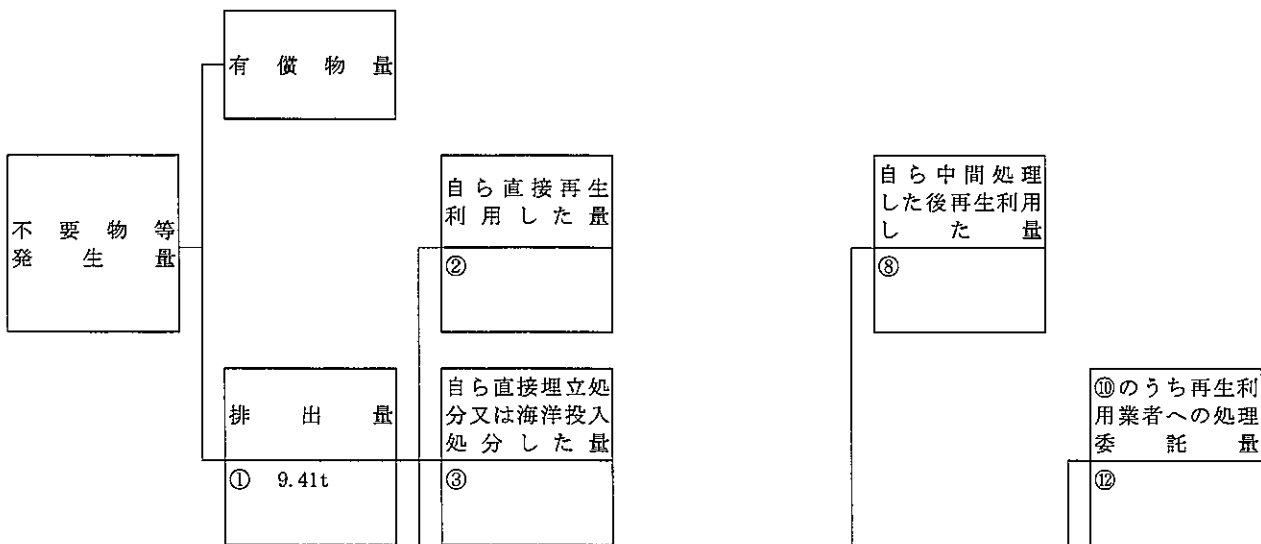 有償物量
不要物等
発生量
自ら直接再生
利用した量
②
自ら中間処理
した後再生利用
した量
⑧
排出量
① 9.41t
自ら直接埋立処
分又は海洋投入
処分した量
③
⑩のうち再生利
用業者への処理
委託量
⑫